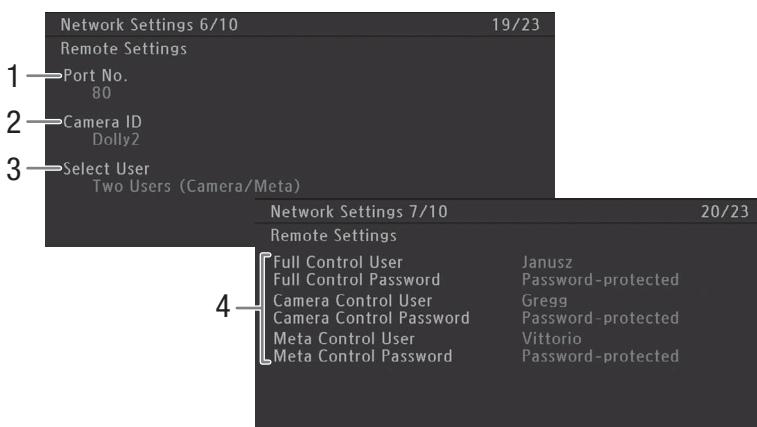 Network Settings 6/10 19/23
Remote Settings
1 Port No.
80
2 Camera ID
Dolly2
3 Select User
Two Users (Camera/Meta)
Network Settings 7/10 20/23
Remote Settings
4
Full Control User Janusz
Full Control Password Password-protected
Camera Control User Gregg
Camera Control Password Password-protected
Meta Control User Vittorio
Meta Control Password Password-protected